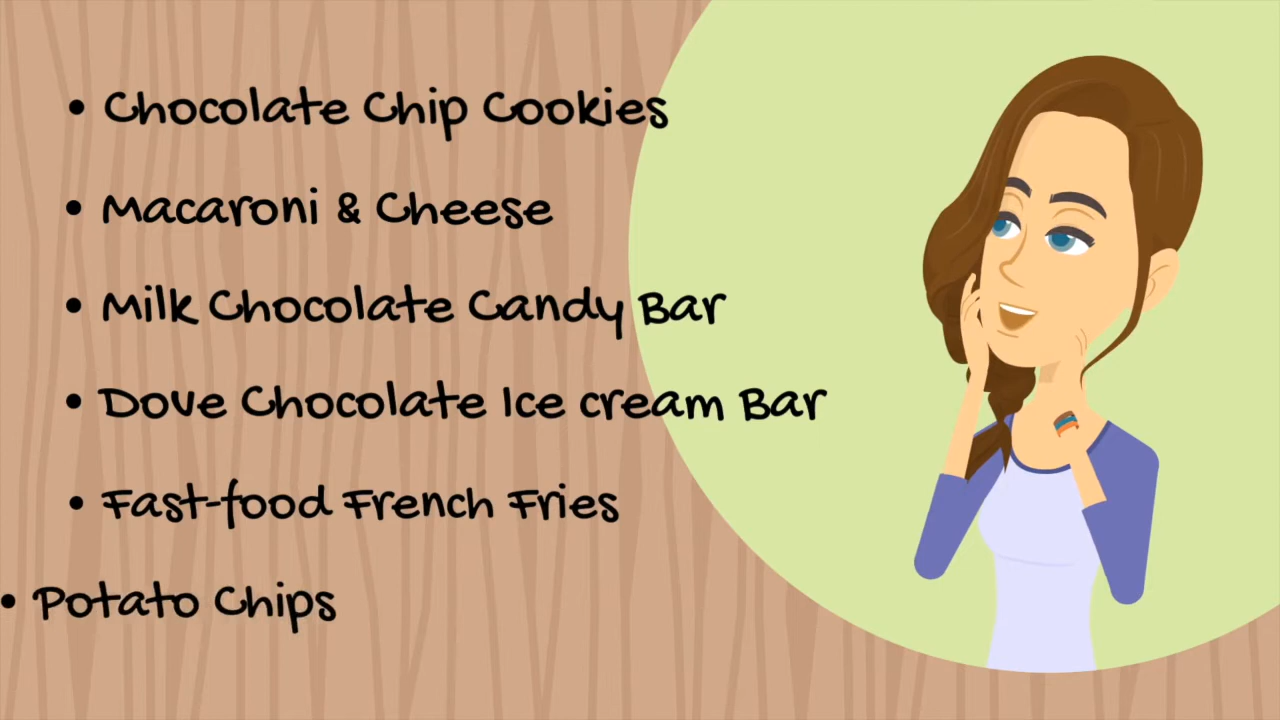 • Chocolate Chip Cookies
• Macaroni & Cheese
• Milk Chocolate Candy Bar
• Dove Chocolate Ice cream Bar
• Fast-food French Fries
• Potato Chips